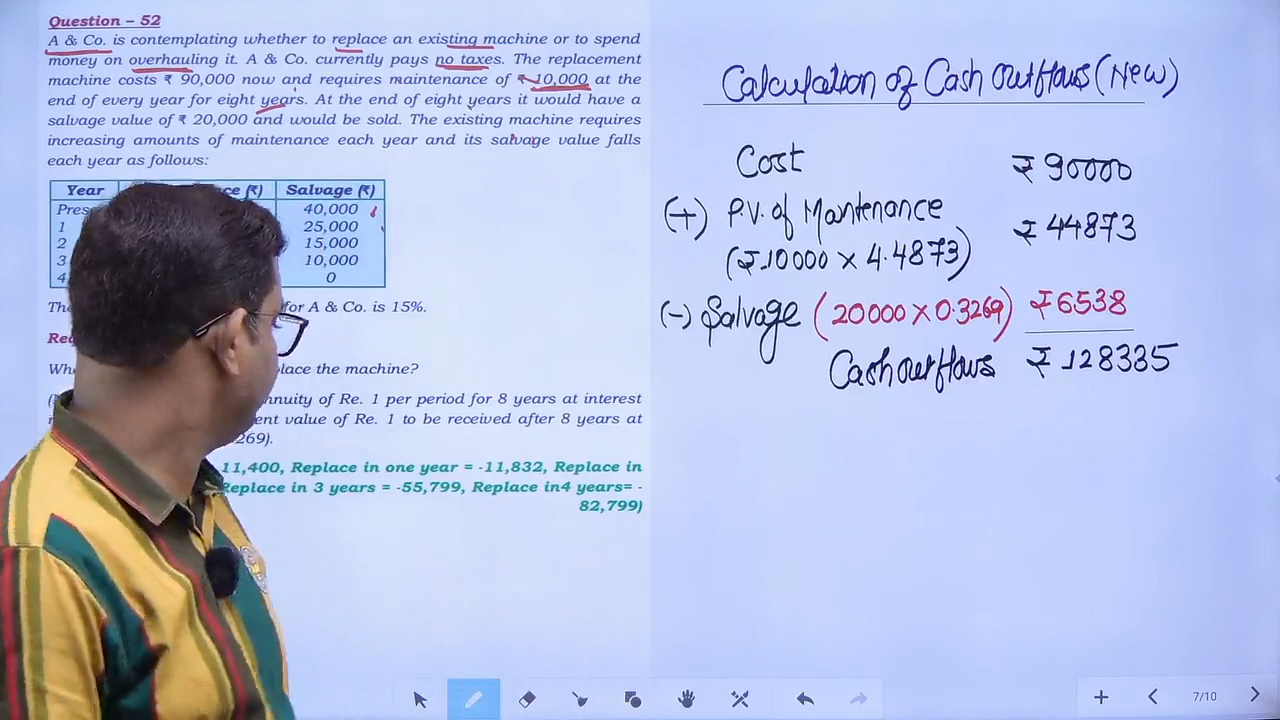 Question – 52
A & Co. is contemplating whether to replace an existing machine or to spend
money on overhauling it. A & Co. currently pays no taxes. The replacement
machine costs ₹ 90,000 now and requires maintenance of ₹ 10,000 at the
end of every year for eight years. At the end of eight years it would have a
salvage value of ₹ 20,000 and would be sold. The existing machine requires
increasing amounts of maintenance each year and its salvage value falls
each year as follows:
Year (₹) Salvage (₹)
40,000
1 25,000
2 15,000
3 10,000
4 0
for A & Co. is 15%.
the machine?
per period for 8 years at interest
value of Re. 1 to be received after 8 years at
269).
11,400, Replace in one year = -11,832, Replace in
Replace in 3 years = -55,799, Replace in4 years= -
82,799)
Calculation of Cash Outflows (New)
Cost ₹ 90000
(+) P.V. of Mantenance ₹ 44873
(₹ 10000 × 4.4873)
(-) Salvage (20000 × 0.3269) ₹ 6538
Cash outflows ₹ 128335
7/10